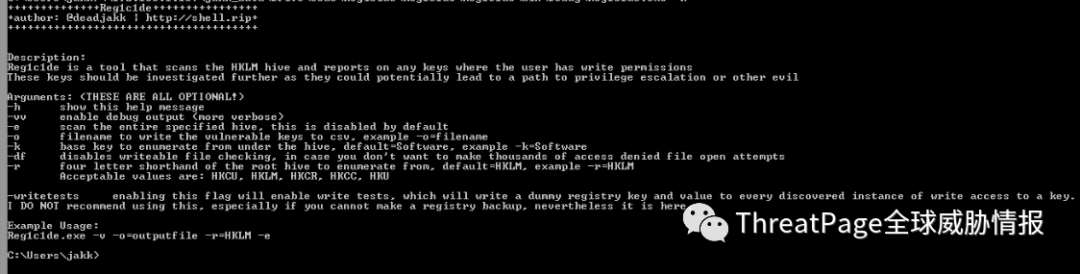 ++++++++++++++Reg1c1de++++++++++++++++
+author: @deadjakk | http://shell.rip+
++++++++++++++++++++++++++++++++++++++
Description:
Reg1c1de is a tool that scans the HKLM hive and reports on any keys where the user has write permissions
These keys should be investigated further as they could potentially lead to a path to privilege escalation or other evil
Arguments: (THESE ARE ALL OPTIONAL!)
-h show this help message
-vv enable debug output (more verbose)
-e scan the entire specified hive, this is disabled by default
-o filename to write the vulnerable keys to csv, example -o=filename
-k base key to enumerate from under the hive, default=Software, example -k=Software
-df disables writeable file checking, in case you don't want to make thousands of access denied file open attempts
-r four letter shorthand of the root hive to enumerate from, default=HKLM, example -r=HKLM
Acceptable values are: HKCU, HKLM, HKCR, HKCC, HKU
-writetests enabling this flag will enable write tests, which will write a dummy registry key and value to every discovered instance of write access to a key.
I DO NOT recommend using this, especially if you cannot make a registry backup, nevertheless it is here
Example Usage:
Reg1c1de.exe -v -o=outputfile -r=HKLM -e
C:\Users\jakk>
ThreatPage全球威胁情报